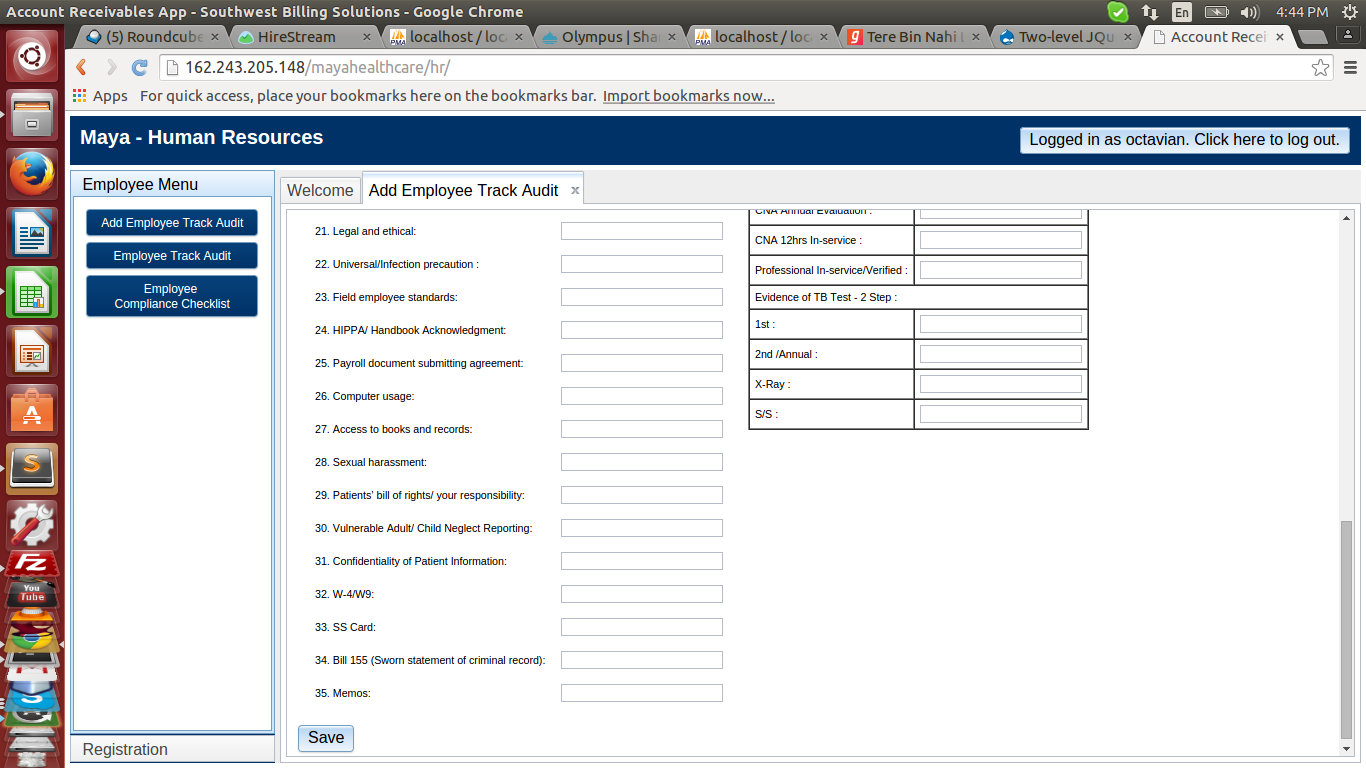 Account Receivables App - Southwest Billing Solutions - Google Chrome
En
4:44 PM
(5) Roundcube
HireStream
localhost / loc
Olympus | Sha
localhost / loc
Tere Bin Nahi L
Two-level JQu
Account Recei
162.243.205.148/mayahealthcare/hr/
Apps
For quick access, place your bookmarks here on the bookmarks bar. Import bookmarks now...
Maya - Human Resources
Logged in as octavian. Click here to log out.
Employee Menu
Add Employee Track Audit
Employee Track Audit
Employee
Compliance Checklist
Registration
Welcome
Add Employee Track Audit
21. Legal and ethical:
22. Universal/Infection precaution :
23. Field employee standards:
24. HIPPA/ Handbook Acknowledgment:
25. Payroll document submitting agreement:
26. Computer usage:
27. Access to books and records:
28. Sexual harassment:
29. Patients' bill of rights/ your responsibility:
30. Vulnerable Adult/ Child Neglect Reporting:
31. Confidentiality of Patient Information:
32. W-4/W9:
33. SS Card:
34. Bill 155 (Sworn statement of criminal record):
35. Memos:
Save
CNA Annual Evaluation :
CNA 12hrs In-service :
Professional In-service/Verified :
Evidence of TB Test - 2 Step :
1st :
2nd /Annual :
X-Ray :
S/S :
You
Tube